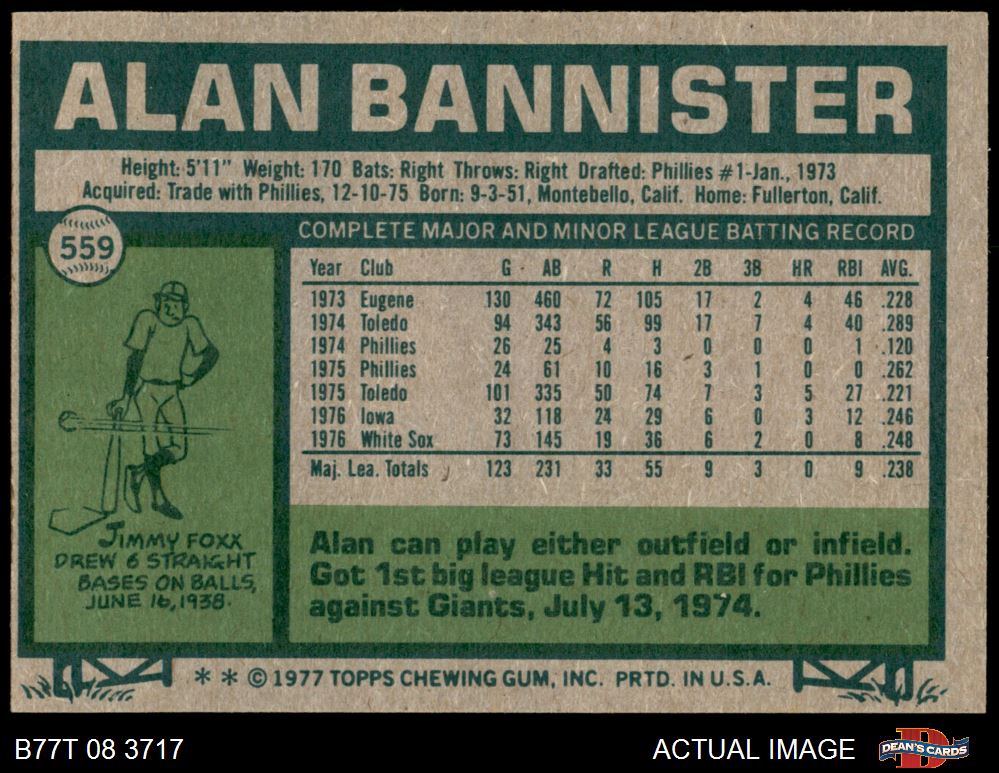 ALAN BANNISTER
Height: 5'11" Weight: 170 Bats: Right Throws: Right Drafted: Phillies #1-Jan., 1973
Acquired: Trade with Phillies, 12-10-75 Born: 9-3-51, Montebello, Calif. Home: Fullerton, Calif.
559
COMPLETE MAJOR AND MINOR LEAGUE BATTING RECORD
Year Club G AB R H 2B 3B HR RBI AVG.
1973 Eugene 130 460 72 105 17 2 4 46 .228
1974 Toledo 94 343 56 99 17 7 4 40 .289
1974 Phillies 26 25 4 3 0 0 0 1 .120
1975 Phillies 24 61 10 16 3 1 0 0 .262
1975 Toledo 101 335 50 74 7 3 5 27 .221
1976 Iowa 32 118 24 29 6 0 3 12 .246
1976 White Sox 73 145 19 36 6 2 0 8 .248
Maj. Lea. Totals 123 231 33 55 9 3 0 9 .238
JIMMY FOXX
DREW 6 STRAIGHT
BASES ON BALLS,
JUNE 16, 1938.
Alan can play either outfield or infield.
Got 1st big league Hit and RBI for Phillies
against Giants, July 13, 1974.
* * © 1977 TOPPS CHEWING GUM, INC. PRTD. IN U.S.A.
B77T 08 3717
ACTUAL IMAGE
DEAN'S CARDS